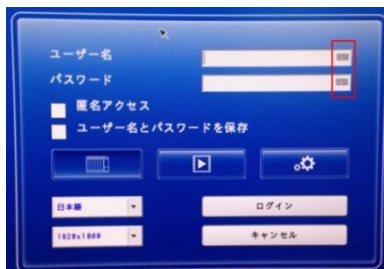 ユーザー名
パスワード
匿名アクセス
ユーザー名とパスワードを保存
日本語
ログイン
1920x1080
キャンセル